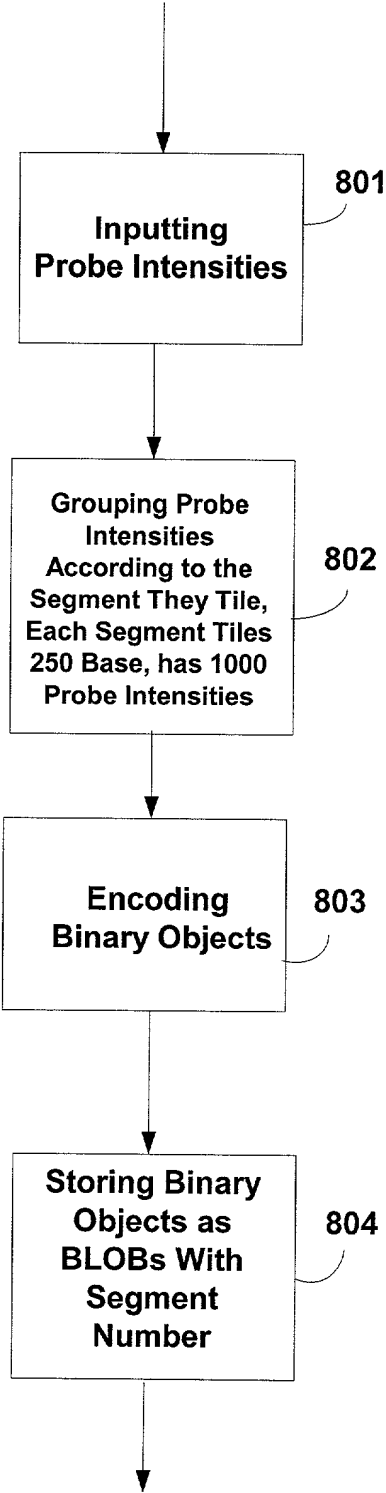 Inputting
Probe Intensities
801
Grouping Probe
Intensities
According to the
Segment They Tile,
Each Segment Tiles
250 Base, has 1000
Probe Intensities
802
Encoding
Binary Objects
803
Storing Binary
Objects as
BLOBs With
Segment
Number
804